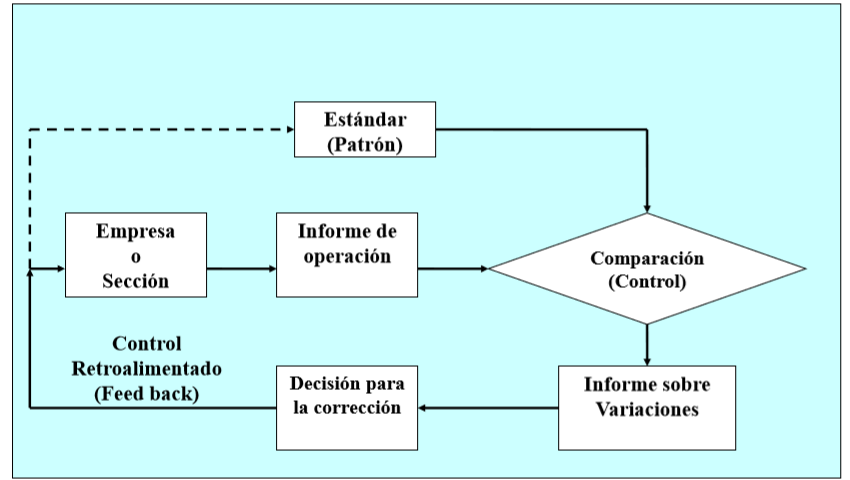 Estándar
(Patrón)
Empresa
o
Sección
Informe de
operación
Comparación
(Control)
Control
Retroalimentado
(Feed back)
Decisión para
la corrección
Informe sobre
Variaciones